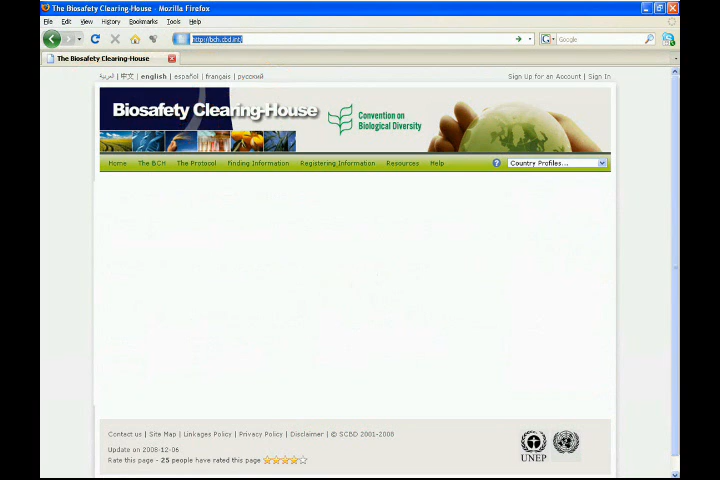 The Biosafety Clearing-House - Mozilla Firefox
File Edit View History Bookmarks Tools Help
http://bch.cbd.int/
Google
The Biosafety Clearing-House
العربية | 中文 | english | español | français | русский
Sign Up for an Account | Sign In
Biosafety Clearing-House
Convention on
Biological Diversity
Home The BCH The Protocol Finding Information Registering Information Resources Help
Country Profiles...
Contact us | Site Map | Linkages Policy | Privacy Policy | Disclaimer | © SCBD 2001-2008
Update on 2008-12-06
Rate this page - 25 people have rated this page
UNEP